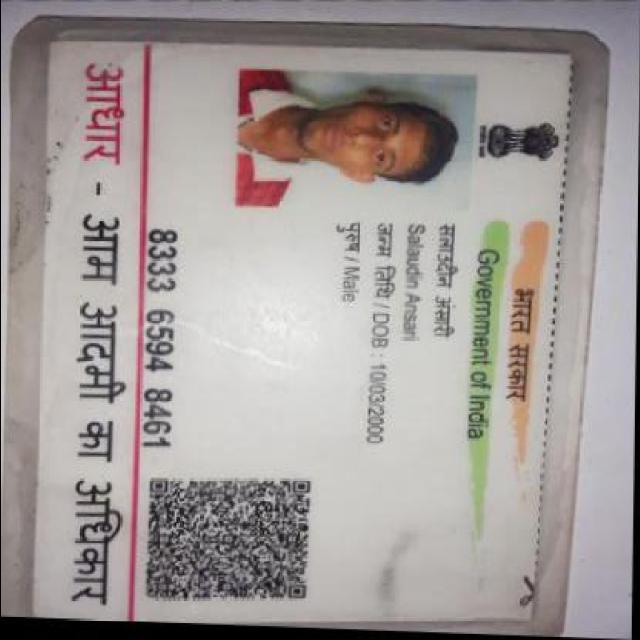 भारत सरकार
Government of India
सलाउदीन अंसारी
Salaudin Ansari
जन्म तिथि / DOB : 10/03/2000
पुरुष / Male
8333 6594 8461
आधार - आम आदमी का अधिकार